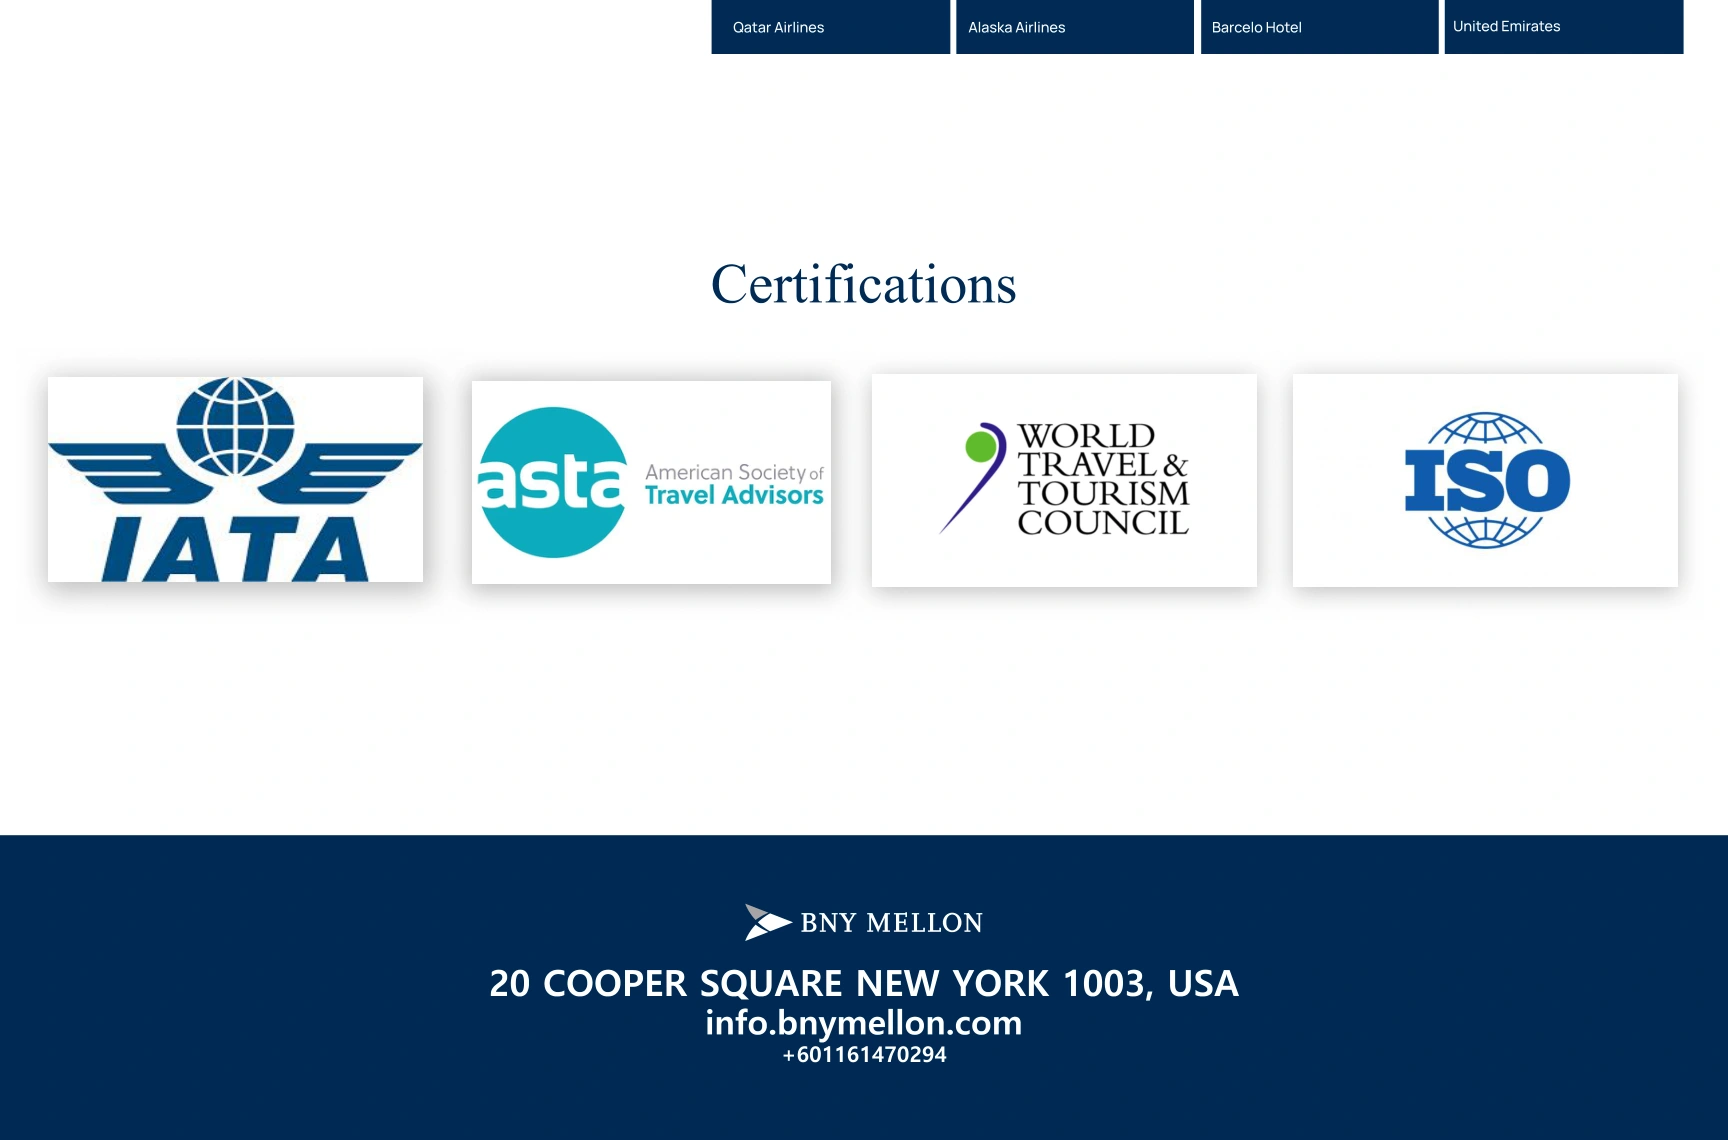 Qatar Airlines
Alaska Airlines
Barcelo Hotel
United Emirates
Certifications
IATA
asta
American Society of
Travel Advisors
WORLD
TRAVEL &
TOURISM
COUNCIL
ISO
BNY MELLON
20 COOPER SQUARE NEW YORK 1003, USA
info.bnymellon.com
+601161470294